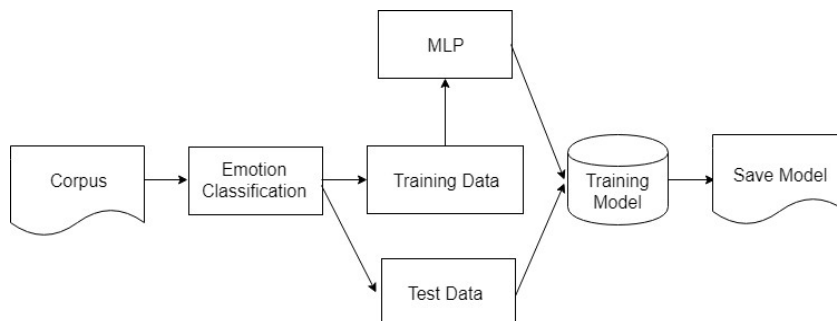 MLP
Corpus
Emotion
Classification
Training Data
Training
Model
Save Model
Test Data